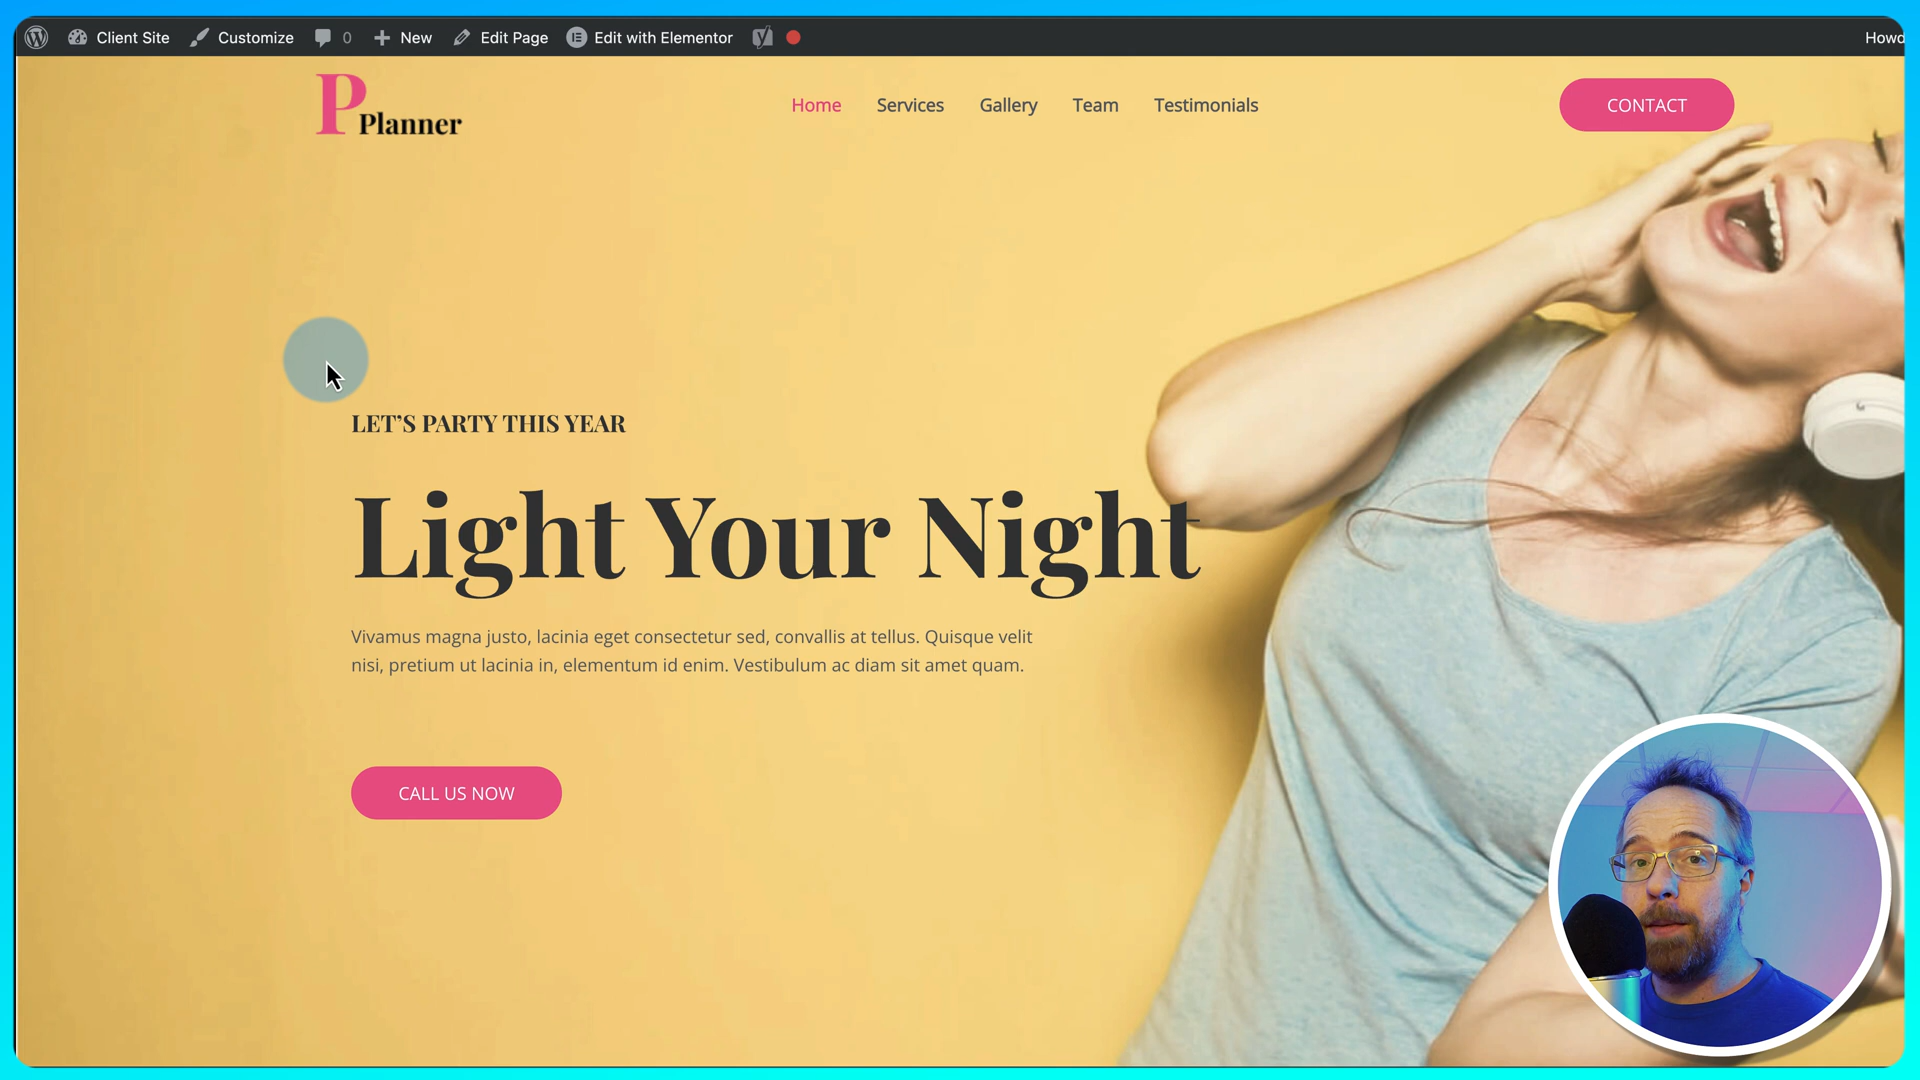 Client Site Customize 0 New Edit Page Edit with Elementor Howd
P Planner
Home Services Gallery Team Testimonials
CONTACT
LET’S PARTY THIS YEAR
Light Your Night
Vivamus magna justo, lacinia eget consectetur sed, convallis at tellus. Quisque velit
nisi, pretium ut lacinia in, elementum id enim. Vestibulum ac diam sit amet quam.
CALL US NOW